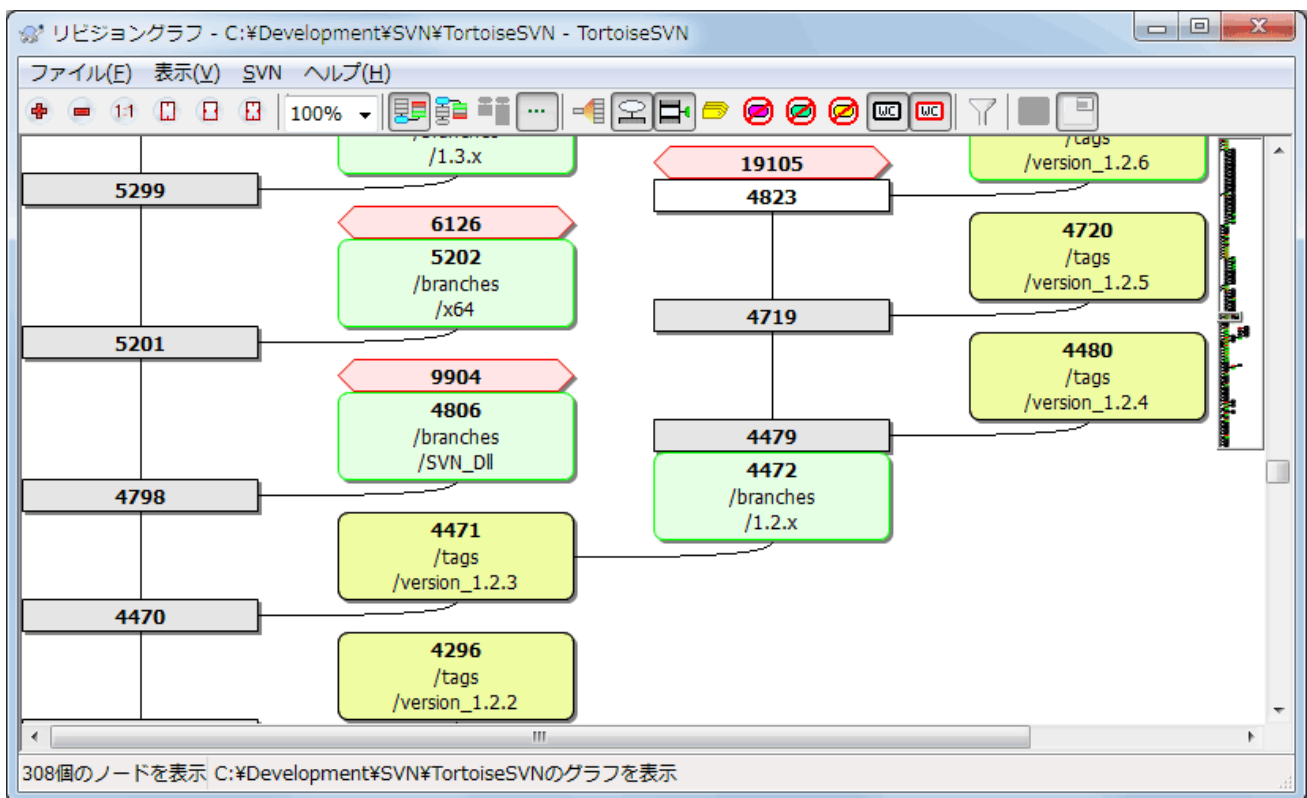 リビジョングラフ - C:¥Development¥SVN¥TortoiseSVN - TortoiseSVN
ファイル(F) 表示(V) SVN ヘルプ(H)
1:1
100%
WC
WC
/branches
/1.3.x
5299
6126
5202
/branches
/x64
5201
9904
4806
/branches
/SVN_Dll
4798
4471
/tags
/version_1.2.3
4470
4296
/tags
/version_1.2.2
19105
4823
4719
4479
4472
/branches
/1.2.x
/tags
/version_1.2.6
4720
/tags
/version_1.2.5
4480
/tags
/version_1.2.4
308個のノードを表示 C:¥Development¥SVN¥TortoiseSVNのグラフを表示